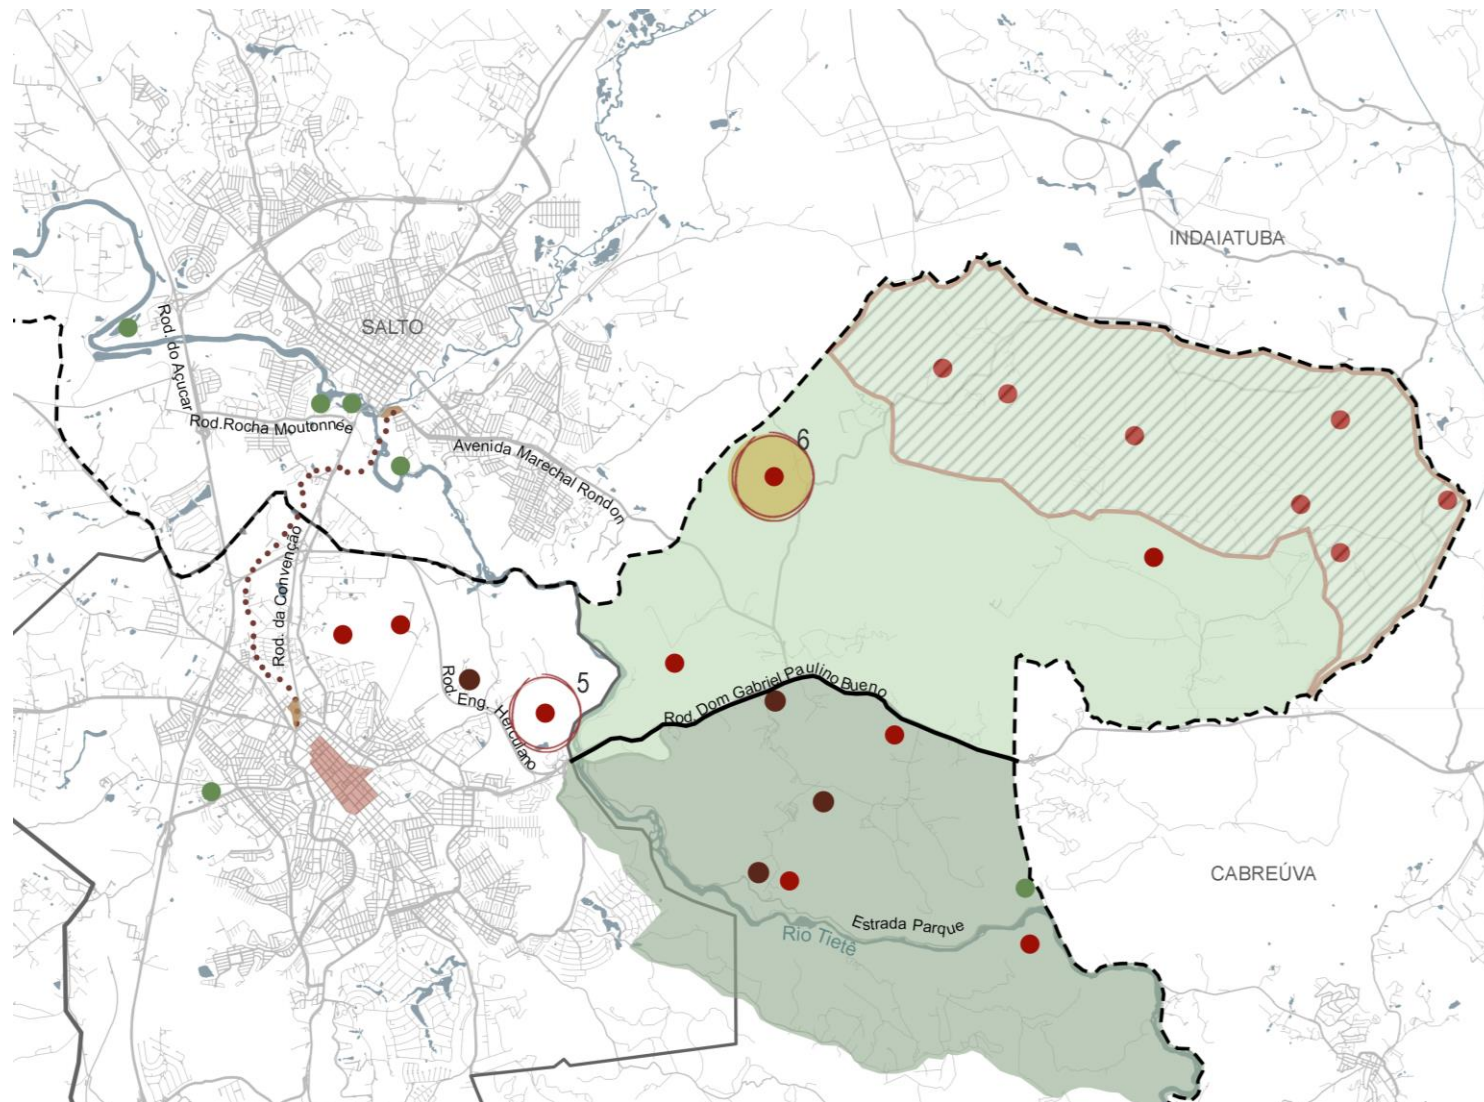 INDAIATUBA
SALTO
Rod. do Açucar
Rod.Rocha Moutonnée
Avenida Marechal Rondon
6
Rod. da Convenção
5
Rod. Eng. Herculano
Rod. Dom Gabriel Paulino Bueno
CABREÚVA
Estrada Parque
Rio Tietê